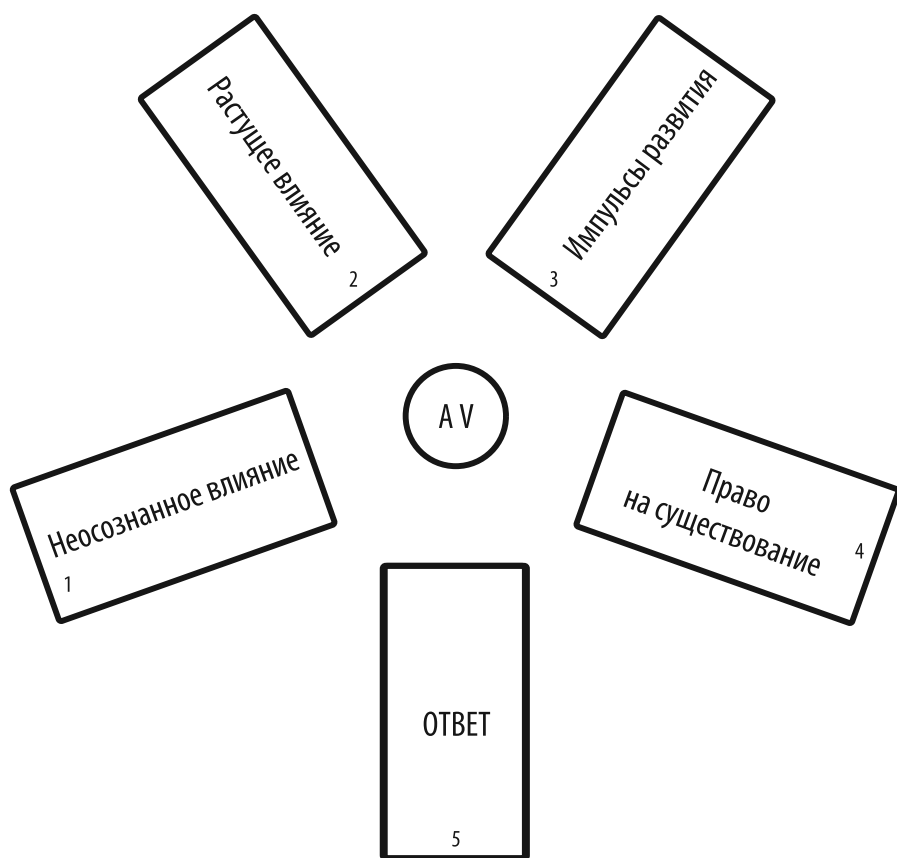 Растущее влияние
2
Импульсы развития
3
A V
Неосознанное влияние
1
Право
на существование
4
ОТВЕТ
5